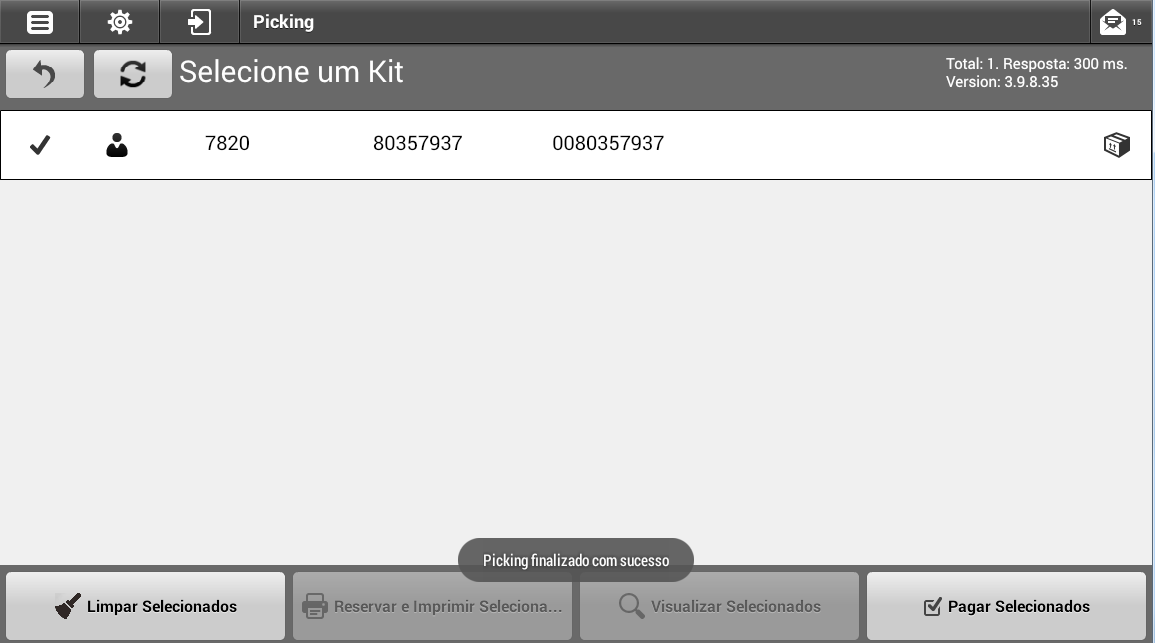 Picking
15
Selecione um Kit
Total: 1. Resposta: 300 ms.
Version: 3.9.8.35
7820 80357937 0080357937
Picking finalizado com sucesso
Limpar Selecionados
Reservar e Imprimir Seleciona...
Visualizar Selecionados
Pagar Selecionados